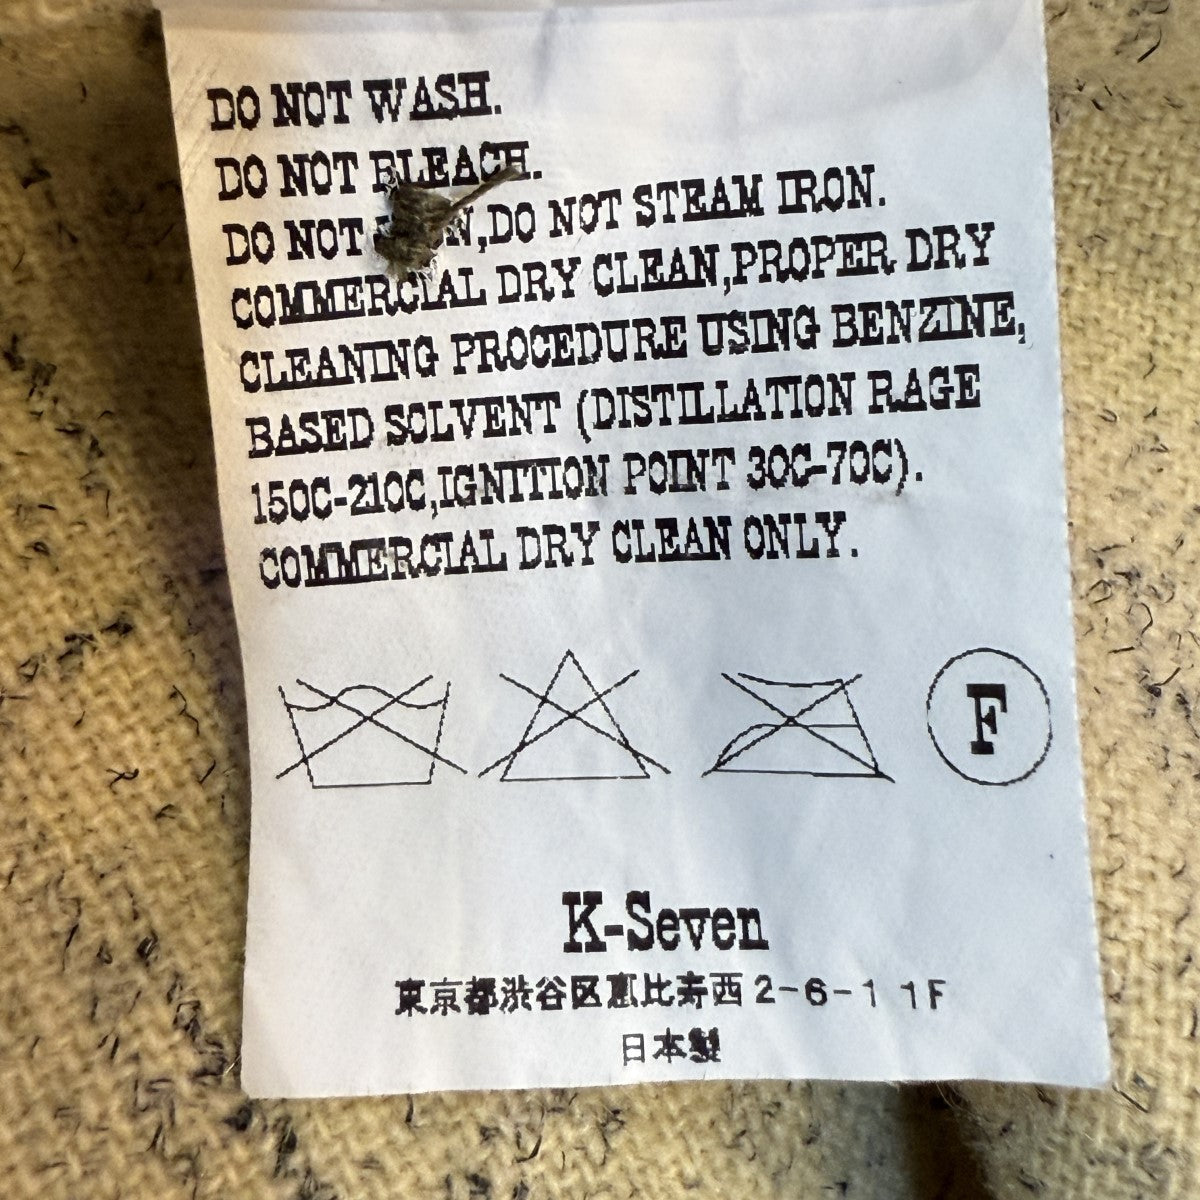 DO NOT WASH.
DO NOT BLEACH.
DO NOT ,DO NOT STEAM IRON.
COMMERCIAL DRY CLEAN,PROPER DRY
CLEANING PROCEDURE USING BENZINE,
BASED SOLVENT (DISTILLATION RAGE
150C-210C,IGNITION POINT 30C-70C).
COMMERCIAL DRY CLEAN ONLY.
F
K-Seven
東京都渋谷区恵比寿西2-6-1 1F
日本製